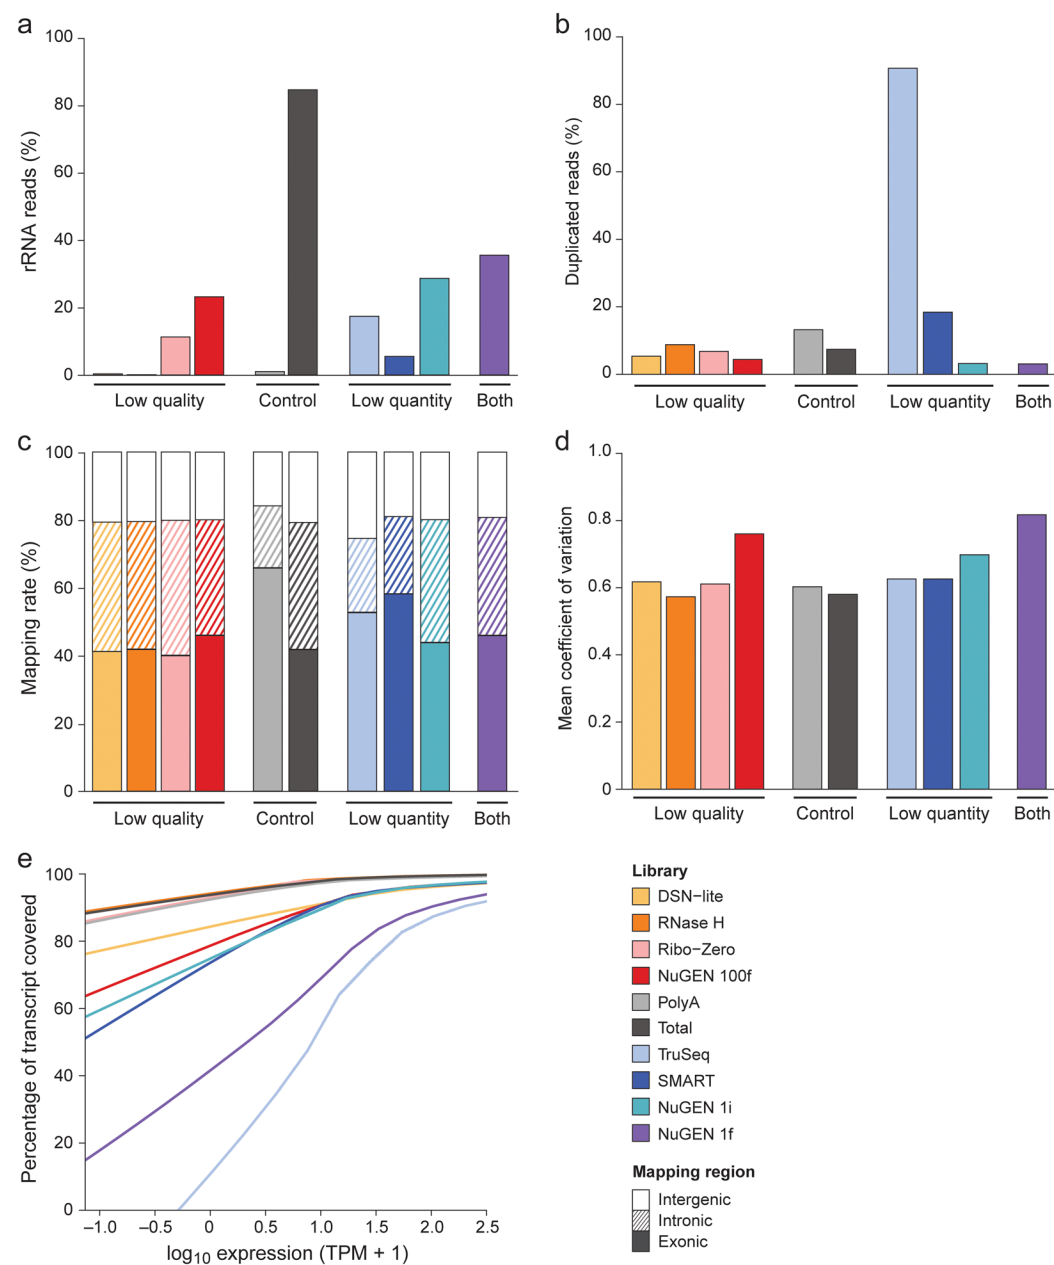 a
rRNA reads (%)
100
80
60
40
20
0
Low quality
Control
Low quantity
Both
b
Duplicated reads (%)
100
80
60
40
20
0
Low quality
Control
Low quantity
Both
c
Mapping rate (%)
100
80
60
40
20
0
Low quality
Control
Low quantity
Both
d
Mean coefficient of variation
1.0
0.8
0.6
0.4
0.2
0
Low quality
Control
Low quantity
Both
e
Percentage of transcript covered
100
80
60
40
20
0
–1.0 –0.5 0 0.5 1.0 1.5 2.0 2.5
log10 expression (TPM + 1)
Library
DSN–lite
RNase H
Ribo–Zero
NuGEN 100f
PolyA
Total
TruSeq
SMART
NuGEN 1i
NuGEN 1f
Mapping region
Intergenic
Intronic
Exonic